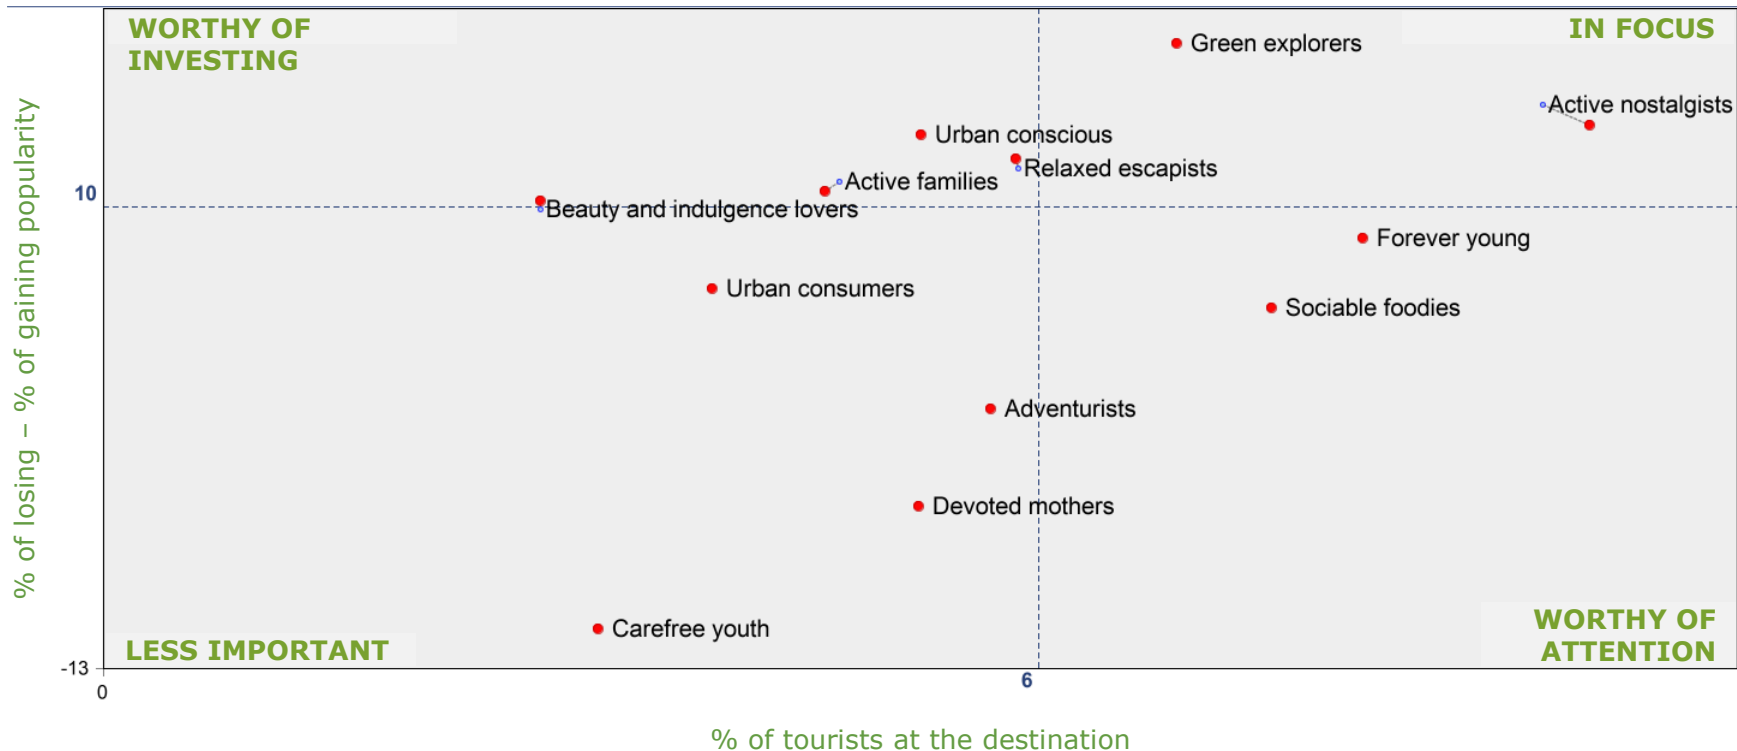 WORTHY OF
INVESTING
IN FOCUS
Green explorers
Active nostalgists
Urban conscious
Relaxed escapists
Active families
10
Beauty and indulgence lovers
Forever young
Urban consumers
Sociable foodies
Adventurists
Devoted mothers
Carefree youth
LESS IMPORTANT
WORTHY OF
ATTENTION
-13
0
6
% of losing – % of gaining popularity
% of tourists at the destination